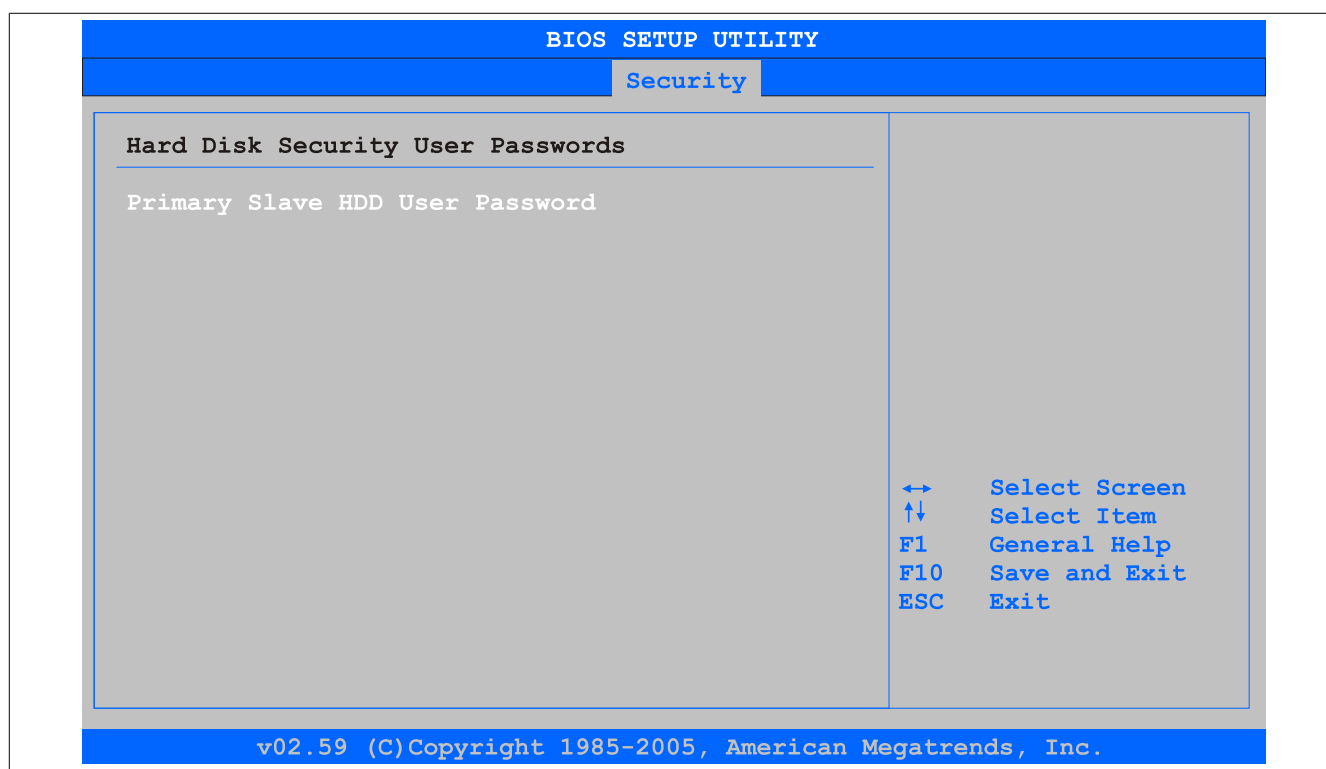 BIOS SETUP UTILITY
Security
Hard Disk Security User Passwords
Primary Slave HDD User Password
↔ Select Screen
↑↓ Select Item
F1 General Help
F10 Save and Exit
ESC Exit
v02.59 (C)Copyright 1985-2005, American Megatrends, Inc.